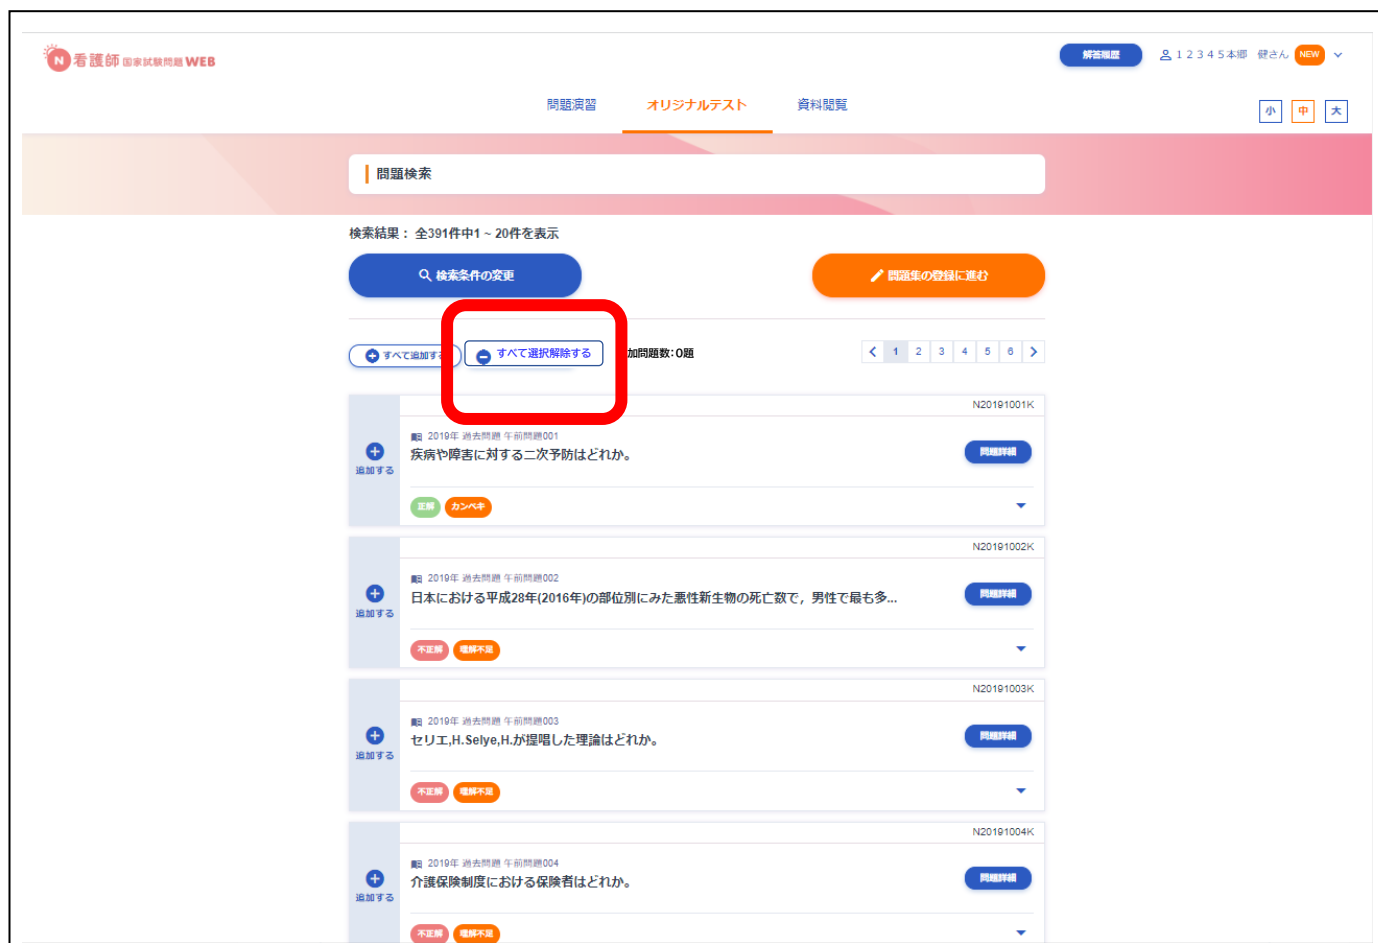 N 看護師 国家試験問題 WEB
解答履歴
12345本郷 健さん NEW
問題演習 オリジナルテスト 資料閲覧
小 中 大
問題検索
検索結果： 全391件中1 ~ 20件を表示
検索条件の変更
問題集の登録に進む
すべて追加する
すべて選択解除する
加問題数：0題
1 2 3 4 5 6
N20191001K
2019年 過去問題 午前問題001
疾病や障害に対する二次予防はどれか。
追加する
問題詳細
正解 カンペキ
N20191002K
2019年 過去問題 午前問題002
日本における平成28年(2016年)の部位別にみた悪性新生物の死亡数で，男性で最も多...
追加する
問題詳細
不正解 理解不足
N20191003K
2019年 過去問題 午前問題003
セリエ,H.Selye,H.が提唱した理論はどれか。
追加する
問題詳細
不正解 理解不足
N20191004K
2019年 過去問題 午前問題004
介護保険制度における保険者はどれか。
追加する
問題詳細
不正解 理解不足